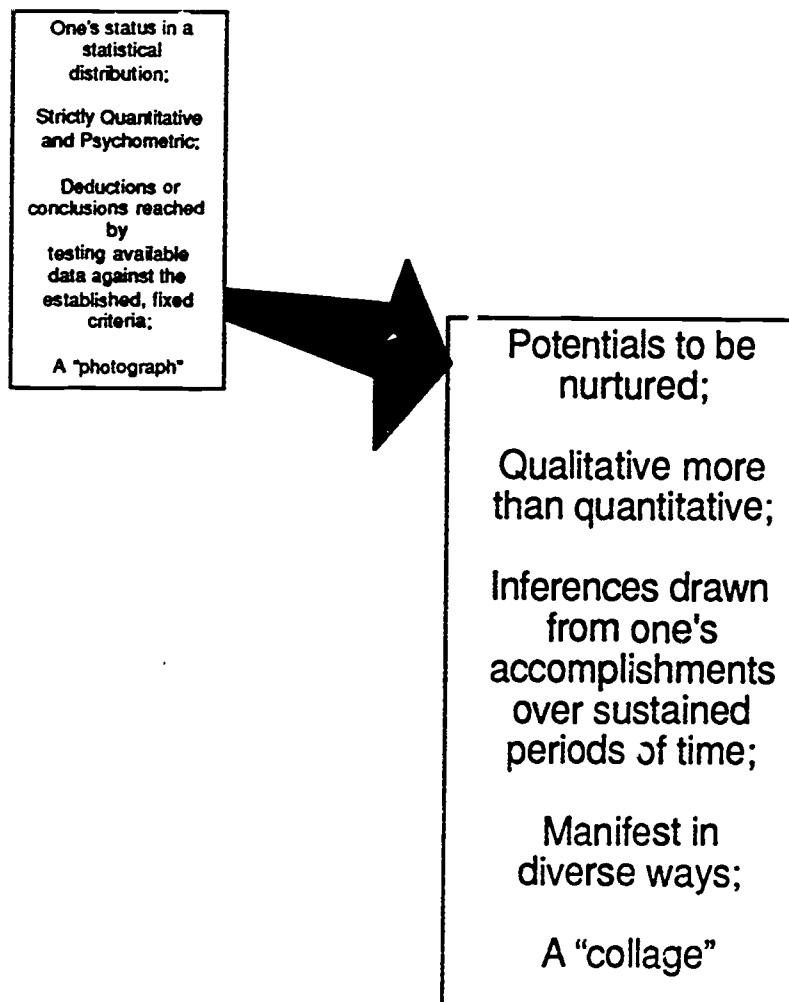 One's status in a
statistical
distribution;
Strictly Quantitative
and Psychometric;
Deductions or
conclusions reached
by
testing available
data against the
established, fixed
criteria;
A "photograph"
Potentials to be
nurtured;
Qualitative more
than quantitative;
Inferences drawn
from one's
accomplishments
over sustained
periods of time;
Manifest in
diverse ways;
A “collage”